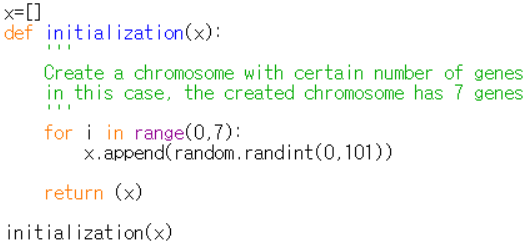 x=[]
def initialization(x):
    '''
    Create a chromosome with certain number of genes
    in this case, the created chromosome has 7 genes
    '''
    for i in range(0,7):
        x.append(random.randint(0,101))

    return (x)

initialization(x)